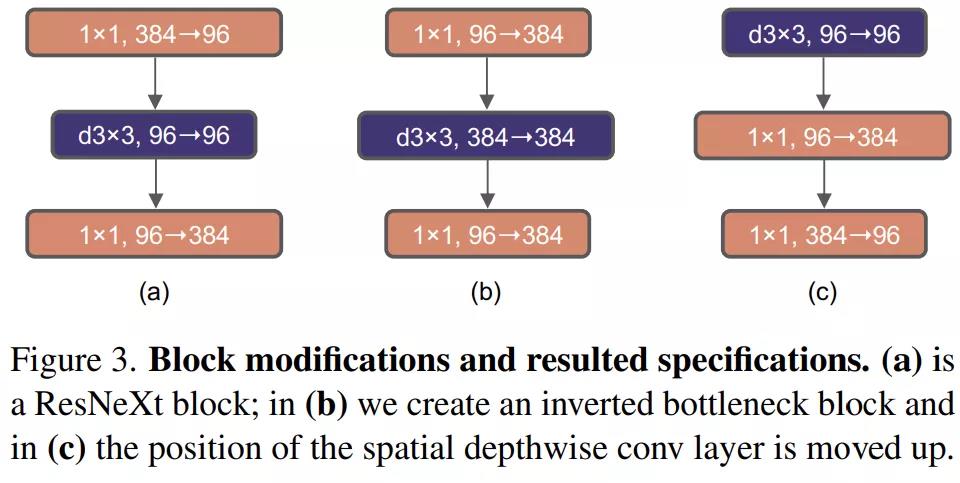 1×1, 384→96
1×1, 96→384
d3×3, 96→96
d3×3, 96→96
d3×3, 384→384
1×1, 96→384
1×1, 96→384
1×1, 96→384
1×1, 384→96
(a)
(b)
(c)
Figure 3. Block modifications and resulted specifications. (a) is
a ResNeXt block; in (b) we create an inverted bottleneck block and
in (c) the position of the spatial depthwise conv layer is moved up.